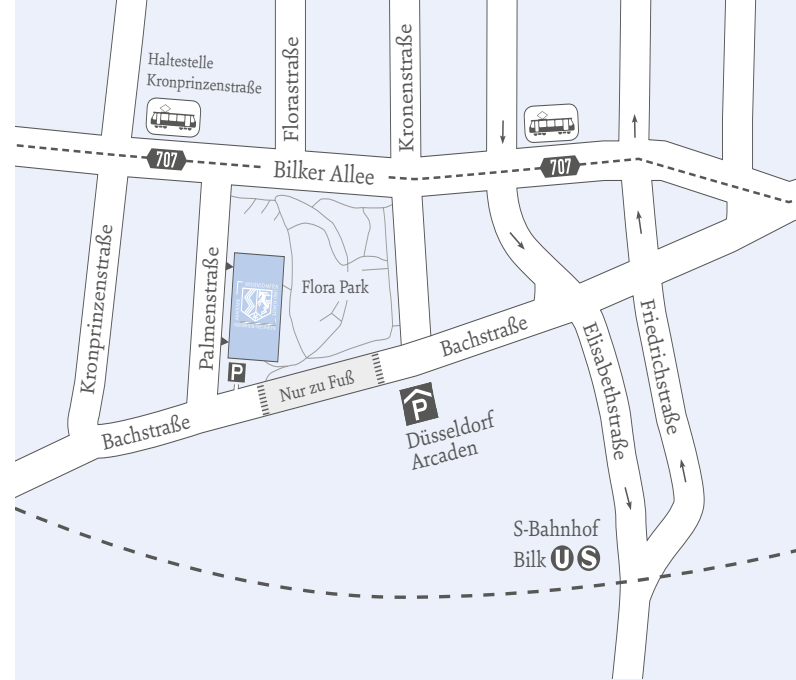 Haltestelle
Kronprinzenstraße
Florastraße
Kronenstraße
707
Bilker Allee
707
Kronprinzenstraße
Palmenstraße
Flora Park
P
Nur zu Fuß
Bachstraße
Bachstraße
P
Düsseldorf
Arcaden
Elisabethstraße
Friedrichstraße
S-Bahnhof
Bilk U S